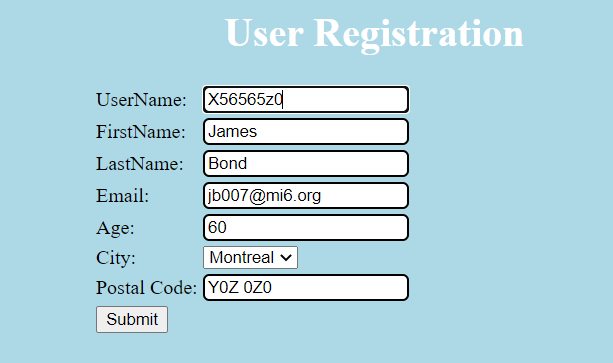 User Registration
UserName: X56565z0
FirstName: James
LastName: Bond
Email: jb007@mi6.org
Age: 60
City: Montreal
Postal Code: Y0Z 0Z0
Submit